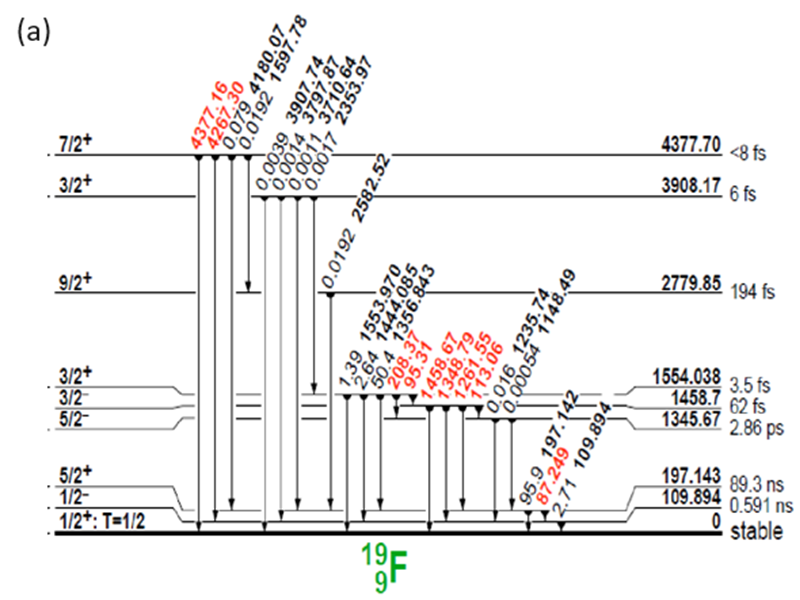 (a)
4377.16
4267.30
0.079 4180.07
0.0192 1597.78
0.0039 3907.74
0.0014 3797.87
0.0011 3710.64
0.0017 2353.97
0.0192 2582.52
1.39 1553.970
2.64 1444.085
50.4 1356.843
208.37
95.31
1458.67
1348.79
1261.55
113.06
0.016 1235.74
0.00054 1148.49
95.9 197.142
87.249
2.71 109.894
7/2+ 4377.70 <8 fs
3/2+ 3908.17 6 fs
9/2+ 2779.85 194 fs
3/2+ 1554.038 3.5 fs
3/2− 1458.7 62 fs
5/2− 1345.67 2.86 ps
5/2+ 197.143 89.3 ns
1/2− 109.894 0.591 ns
1/2+: T=1/2 0 stable
19
9F